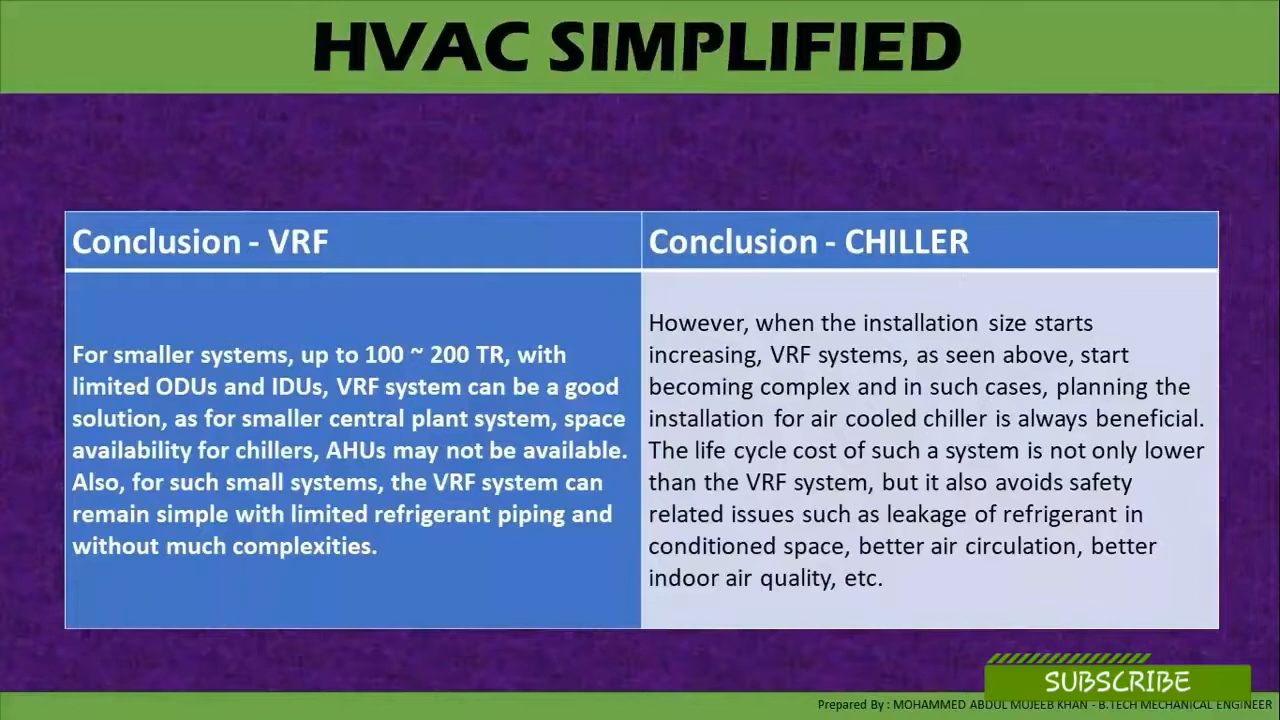 HVAC SIMPLIFIED
Conclusion - VRF
For smaller systems, up to 100 ~ 200 TR, with
limited ODUs and IDUs, VRF system can be a good
solution, as for smaller central plant system, space
availability for chillers, AHUs may not be available.
Also, for such small systems, the VRF system can
remain simple with limited refrigerant piping and
without much complexities.
Conclusion - CHILLER
However, when the installation size starts
increasing, VRF systems, as seen above, start
becoming complex and in such cases, planning the
installation for air cooled chiller is always beneficial.
The life cycle cost of such a system is not only lower
than the VRF system, but it also avoids safety
related issues such as leakage of refrigerant in
conditioned space, better air circulation, better
indoor air quality, etc.
SUBSCRIBE
Prepared By : MOHAMMED ABDUL MUJEEB KHAN - B.TECH MECHANICAL ENGINEER